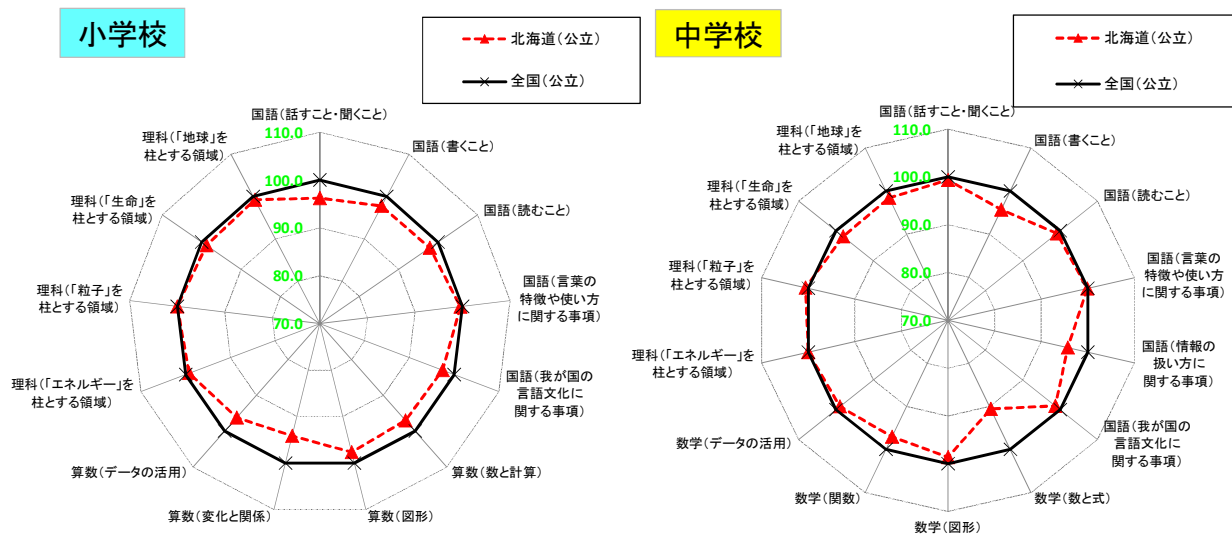 小学校
北海道(公立)
全国(公立)
国語(話すこと・聞くこと)
国語(書くこと)
国語(読むこと)
国語(言葉の
特徴や使い方
に関する事項)
国語(我が国の
言語文化に
関する事項)
算数(数と計算)
算数(図形)
算数(変化と関係)
算数(データの活用)
理科(「エネルギー」を
柱とする領域)
理科(「粒子」を
柱とする領域)
理科(「生命」を
柱とする領域)
理科(「地球」を
柱とする領域)
110.0
100.0
90.0
80.0
70.0
中学校
北海道(公立)
全国(公立)
国語(話すこと・聞くこと)
国語(書くこと)
国語(読むこと)
国語(言葉の
特徴や使い方
に関する事項)
国語(情報の
扱い方に
関する事項)
国語(我が国の
言語文化に
関する事項)
数学(数と式)
数学(図形)
数学(関数)
数学(データの活用)
理科(「エネルギー」を
柱とする領域)
理科(「粒子」を
柱とする領域)
理科(「生命」を
柱とする領域)
理科(「地球」を
柱とする領域)
110.0
100.0
90.0
80.0
70.0